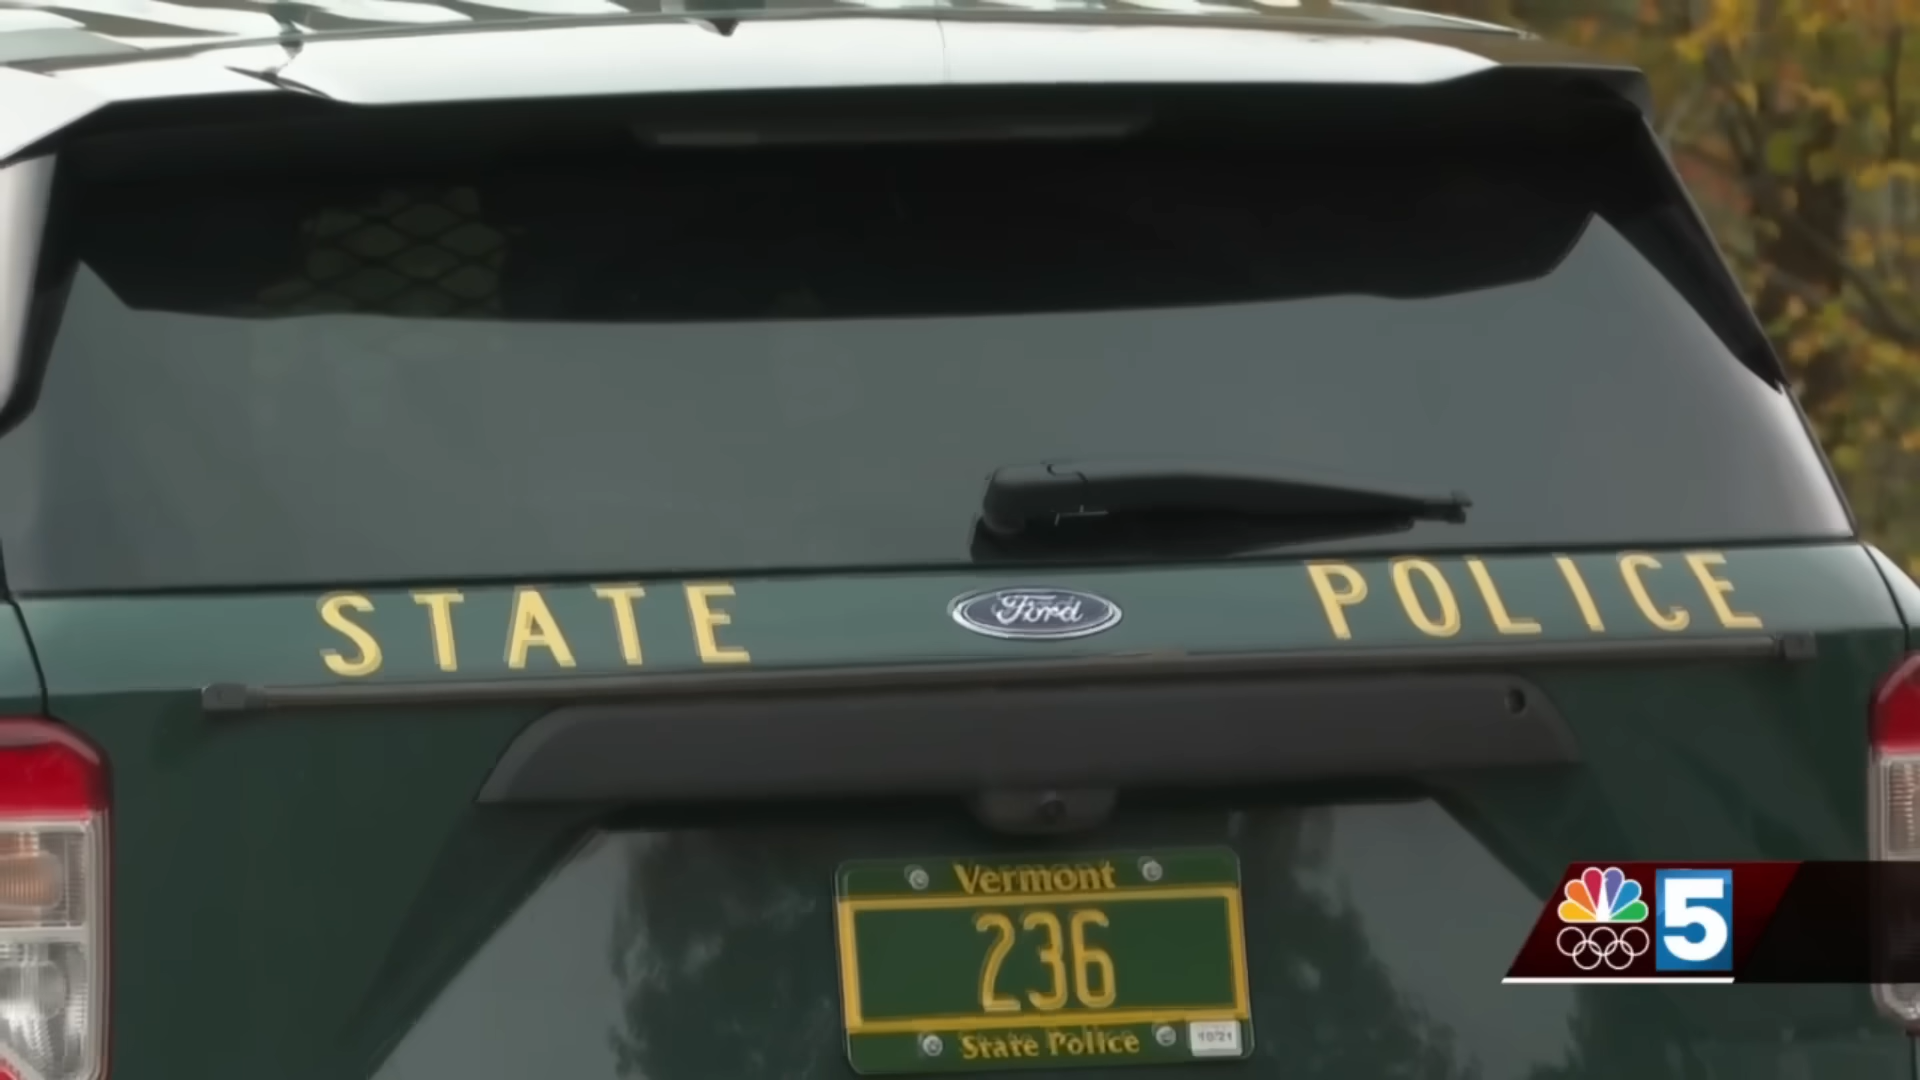 STATE Ford POLICE
Vermont
236
State Police
10/21
5